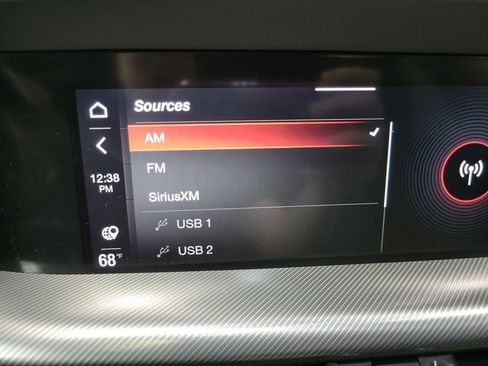 Sources
AM
FM
SiriusXM
USB 1
USB 2
12:38
PM
68°F